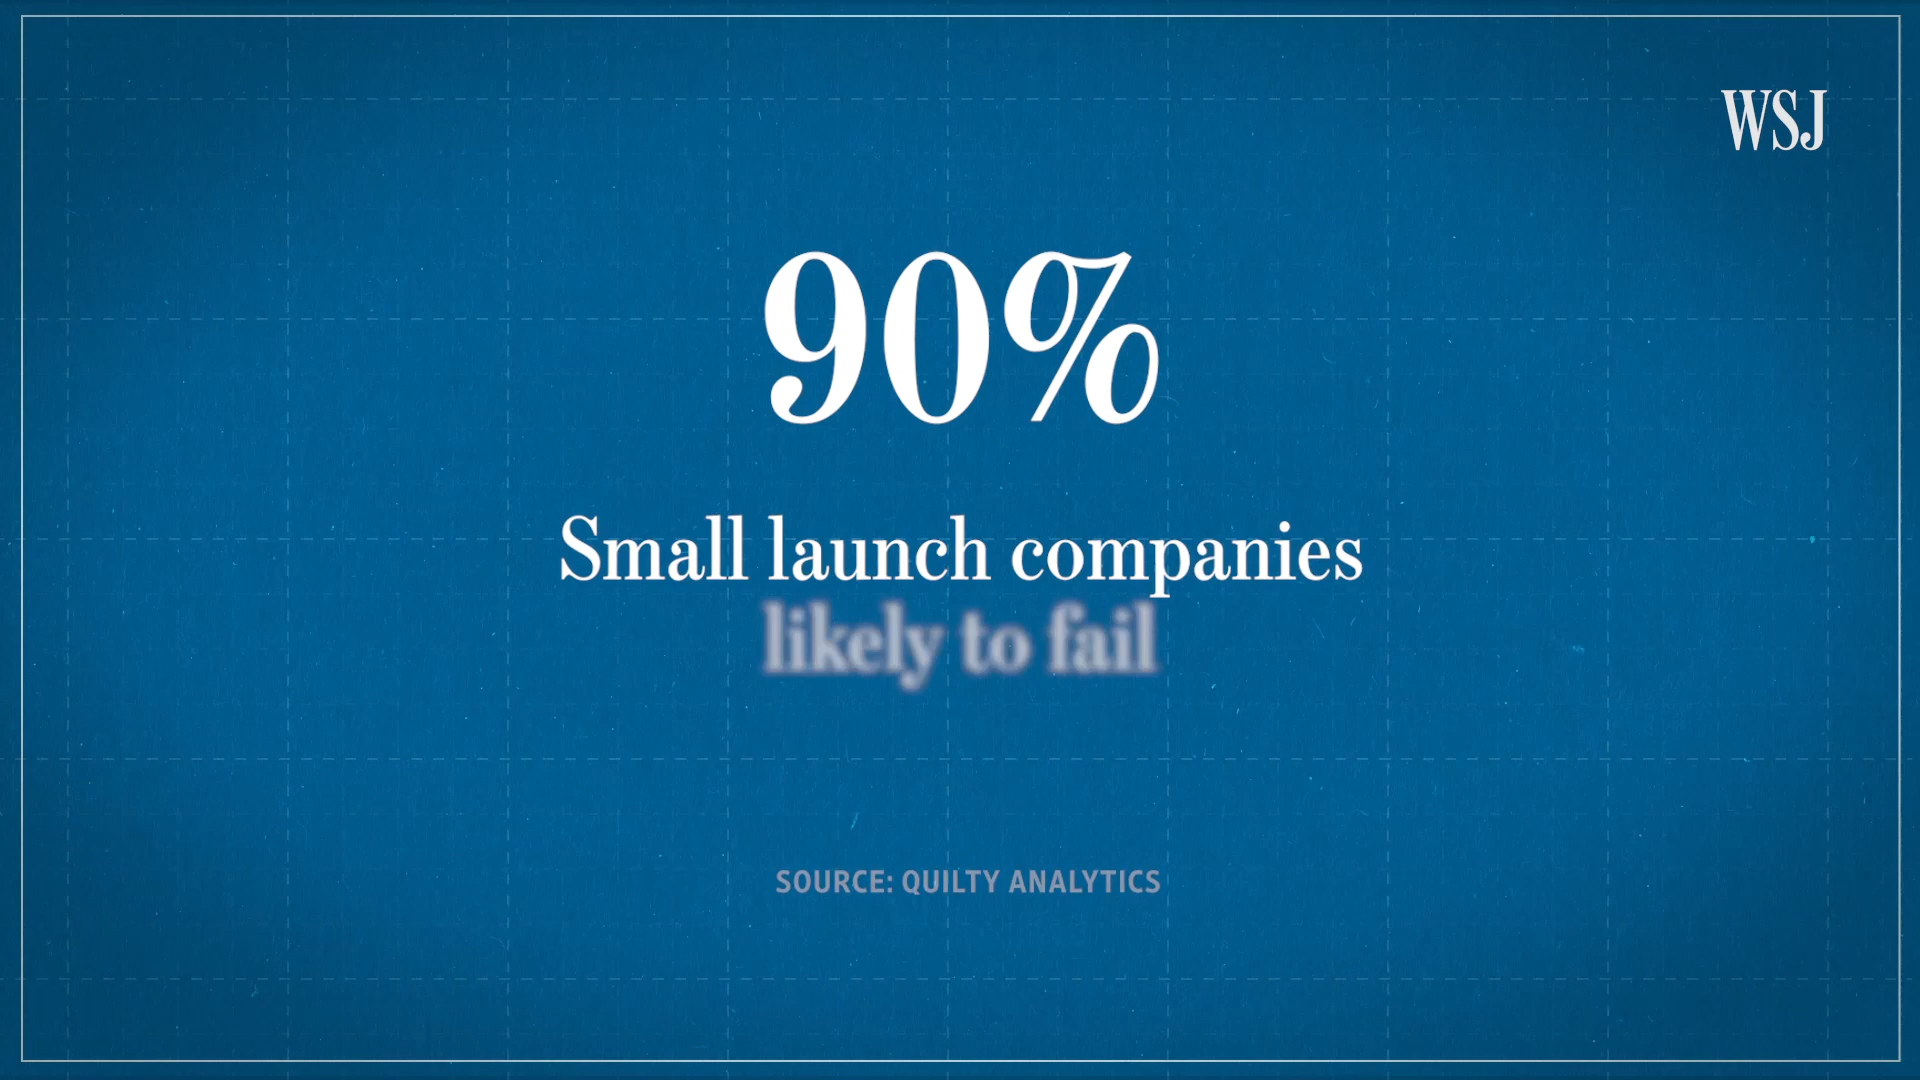 WSJ
90%
Small launch companies
likely to fail
SOURCE: QUILTY ANALYTICS